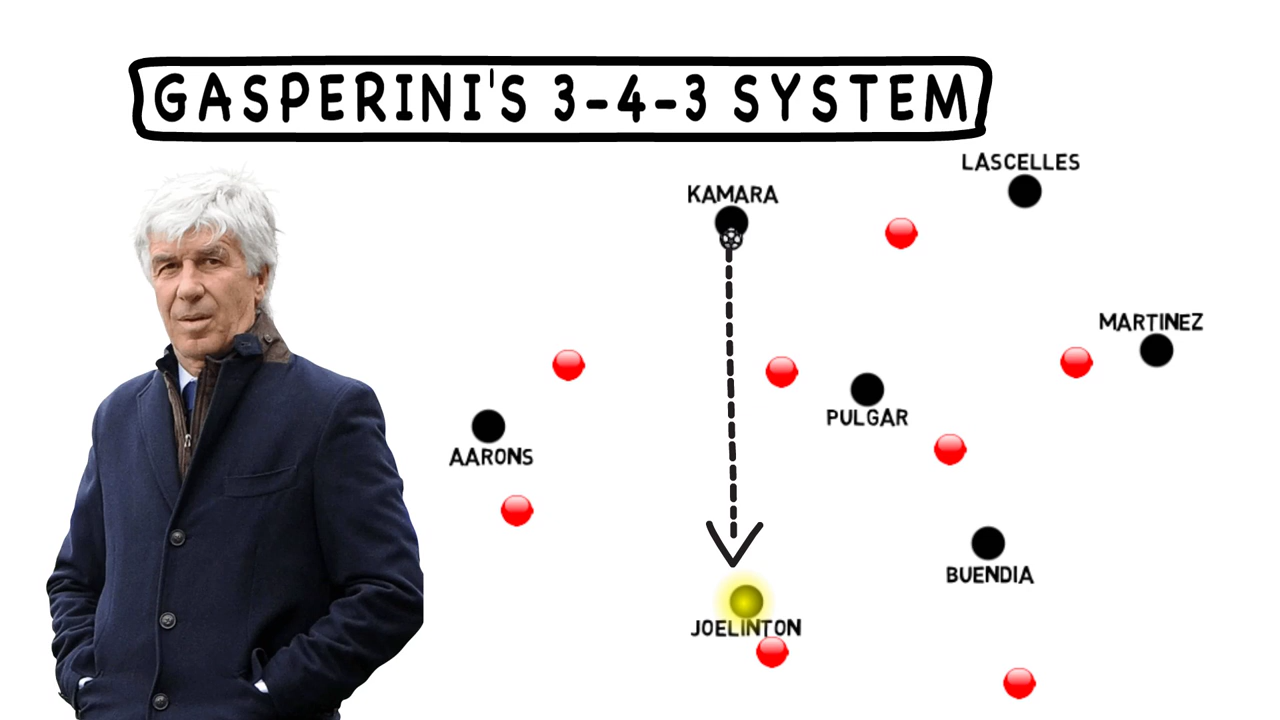 GASPERINI'S 3-4-3 SYSTEM
LASCELLES
KAMARA
MARTINEZ
PULGAR
AARONS
BUENDIA
JOELINTON